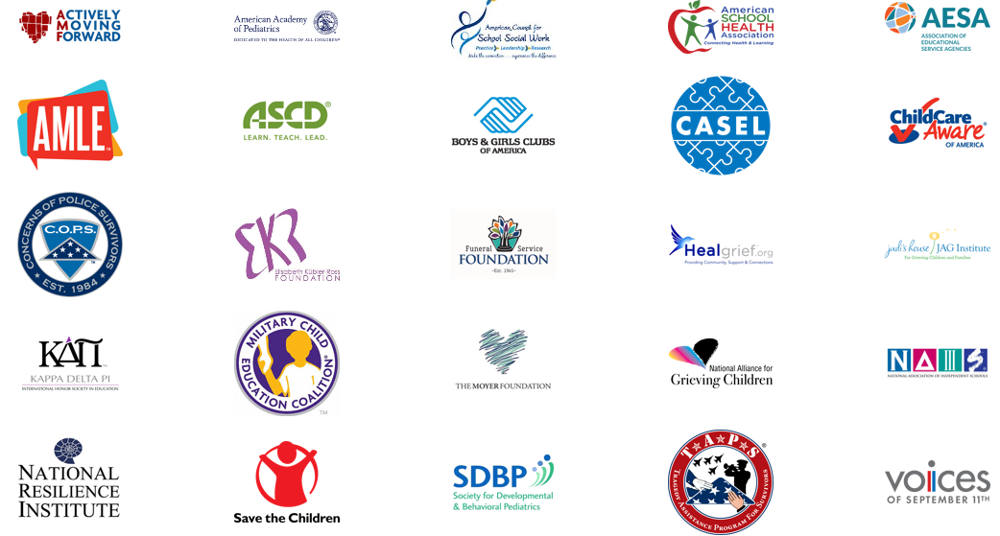 ACTIVELY
MOVING
FORWARD
American Academy
of Pediatrics
DEDICATED TO THE HEALTH OF ALL CHILDREN®
American Council for
School Social Work
Practice Leadership Research
Make the connection . . . experience the difference
American
SCHOOL
HEALTH
Association
Connecting Health & Learning
AESA
ASSOCIATION OF
EDUCATIONAL
SERVICE AGENCIES
AMLE
ASCD®
LEARN. TEACH. LEAD.
BOYS & GIRLS CLUBS
OF AMERICA
CASEL
ChildCare
Aware®
OF AMERICA
CONCERNS OF POLICE SURVIVORS
C.O.P.S.
EST. 1984
EKR
Elisabeth Kübler-Ross
FOUNDATION
Funeral Service
FOUNDATION
~Est. 1945~
Healgrief.org
Providing Community, Support & Connections
judi's house / JAG Institute
For Grieving Children and Families
ΚΔΠ
KAPPA DELTA PI
INTERNATIONAL HONOR SOCIETY IN EDUCATION
MILITARY CHILD
EDUCATION COALITION®
TM
THE MOYER FOUNDATION
National Alliance for
Grieving Children
NAIS
NATIONAL ASSOCIATION OF INDEPENDENT SCHOOLS
NATIONAL
RESILIENCE
INSTITUTE
Save the Children
SDBP
Society for Developmental
& Behavioral Pediatrics
T★A★P★S
®
TRAGEDY ASSISTANCE PROGRAM FOR SURVIVORS
voiices
OF SEPTEMBER 11TH